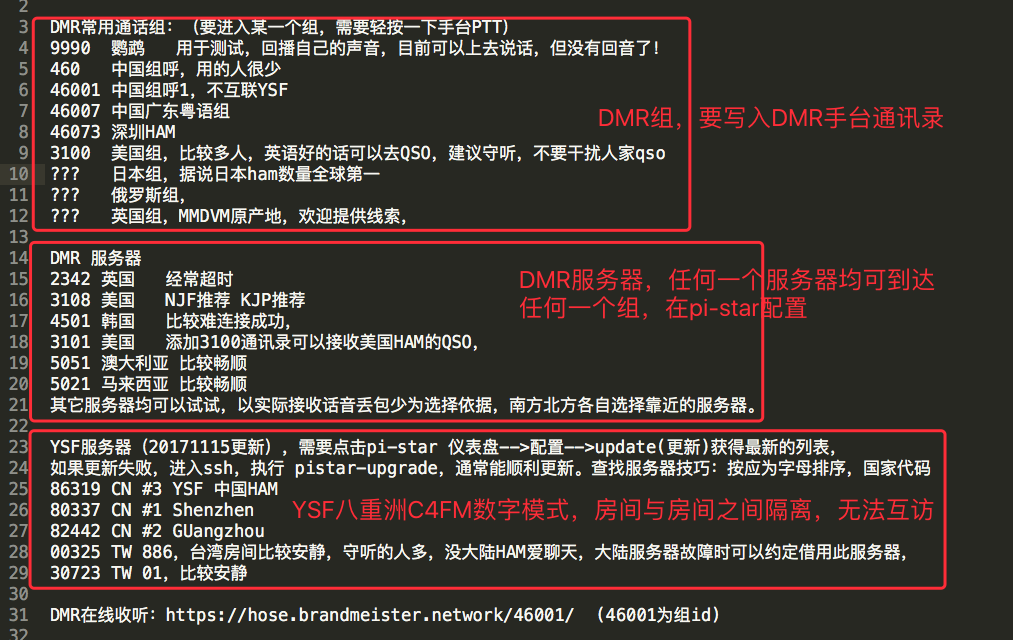 2
3 DMR常用通话组：（要进入某一个组，需要轻按一下手台PTT）
4 9990 鹦鹉 用于测试，回播自己的声音，目前可以上去说话，但没有回音了！
5 460 中国组呼，用的人很少
6 46001 中国组呼1，不互联YSF
7 46007 中国广东粤语组
8 46073 深圳HAM
DMR组，要写入DMR手台通讯录
9 3100 美国组，比较多人，英语好的话可以去QSO，建议守听，不要干扰人家qso
10 ??? 日本组，据说日本ham数量全球第一
11 ??? 俄罗斯组，
12 ??? 英国组，MMDVM原产地，欢迎提供线索，
13
14 DMR 服务器
15 2342 英国 经常超时
16 3108 美国 NJF推荐 KJP推荐
17 4501 韩国 比较难连接成功，
DMR服务器，任何一个服务器均可到达
任何一个组，在pi-star配置
18 3101 美国 添加3100通讯录可以接收美国HAM的QSO，
19 5051 澳大利亚 比较畅顺
20 5021 马来西亚 比较畅顺
21 其它服务器均可以试试，以实际接收话音丢包少为选择依据，南方北方各自选择靠近的服务器。
22
23 YSF服务器（20171115更新），需要点击pi-star 仪表盘-->配置-->update(更新)获得最新的列表，
24 如果更新失败，进入ssh，执行 pistar-upgrade，通常能顺利更新。查找服务器技巧：按应为字母排序，国家代码
25 86319 CN #3 YSF 中国HAM
26 80337 CN #1 Shenzhen
YSF八重洲C4FM数字模式，房间与房间之间隔离，无法互访
27 82442 CN #2 GUangzhou
28 00325 TW 886，台湾房间比较安静，守听的人多，没大陆HAM爱聊天，大陆服务器故障时可以约定借用此服务器，
29 30723 TW 01，比较安静
30
31 DMR在线收听：https://hose.brandmeister.network/46001/ （46001为组id）
32